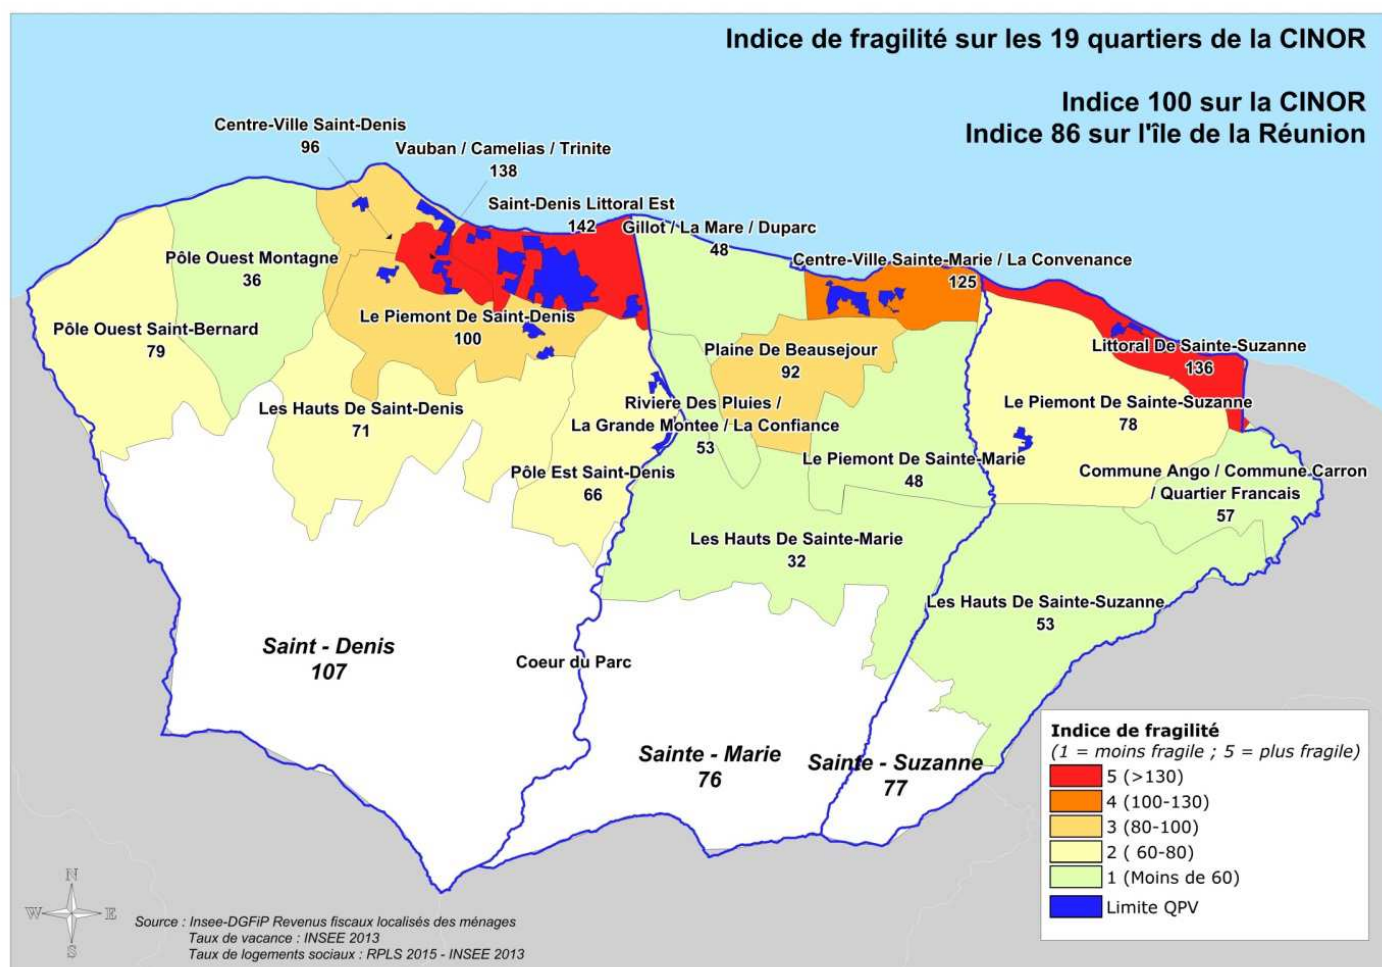 Indice de fragilité sur les 19 quartiers de la CINOR
Indice 100 sur la CINOR
Indice 86 sur l'île de la Réunion
Centre-Ville Saint-Denis
96
Vauban / Camelias / Trinite
138
Saint-Denis Littoral Est
142
Gillot / La Mare / Duparc
48
Pôle Ouest Montagne
36
Centre-Ville Sainte-Marie / La Convenance
125
Pôle Ouest Saint-Bernard
79
Le Piemont De Saint-Denis
100
Plaine De Beausejour
92
Littoral De Sainte-Suzanne
136
Les Hauts De Saint-Denis
71
Riviere Des Pluies /
La Grande Montee / La Confiance
53
Le Piemont De Sainte-Suzanne
78
Pôle Est Saint-Denis
66
Le Piemont De Sainte-Marie
48
Commune Ango / Commune Carron
/ Quartier Francais
57
Les Hauts De Sainte-Marie
32
Les Hauts De Sainte-Suzanne
53
Saint - Denis
107
Coeur du Parc
Sainte - Marie
76
Sainte - Suzanne
77
Indice de fragilité
(1 = moins fragile ; 5 = plus fragile)
5 (>130)
4 (100-130)
3 (80-100)
2 ( 60-80)
1 (Moins de 60)
Limite QPV
N
W E
S
Source : Insee-DGFiP Revenus fiscaux localisés des ménages
Taux de vacance : INSEE 2013
Taux de logements sociaux : RPLS 2015 - INSEE 2013